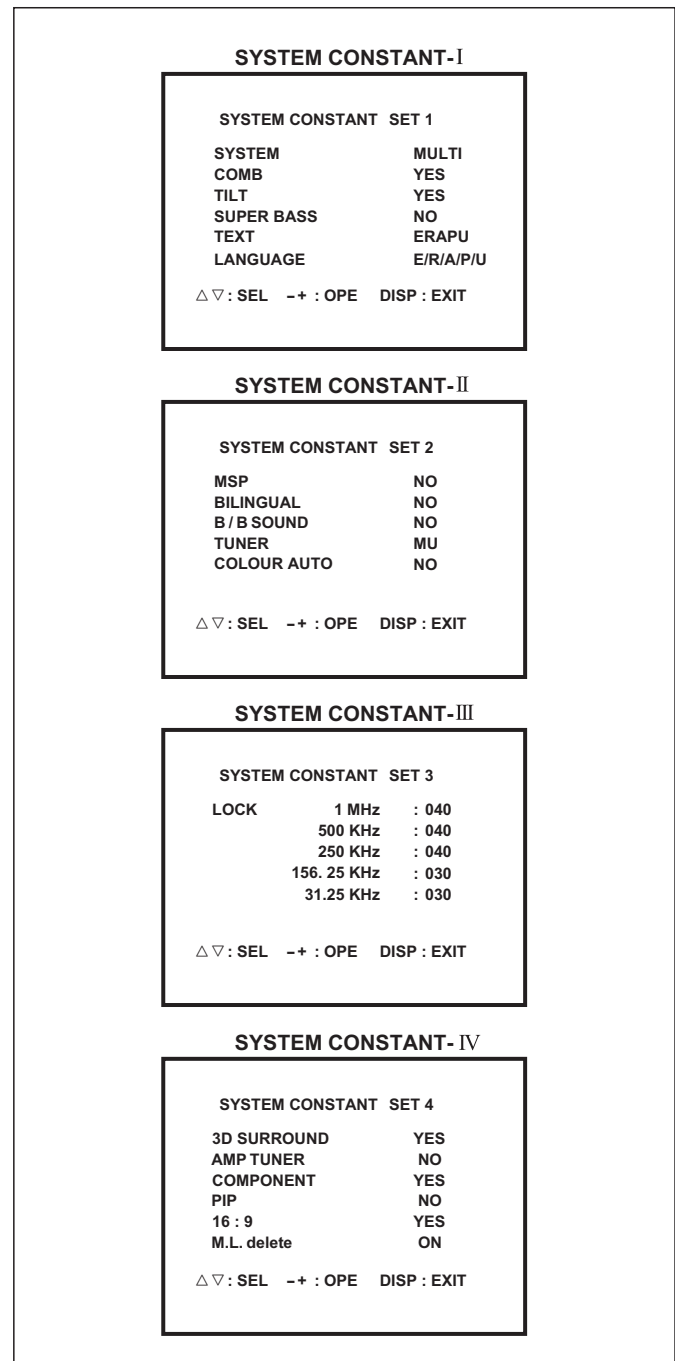 SYSTEM CONSTANT-Ⅰ
SYSTEM CONSTANT SET 1
SYSTEM MULTI
COMB YES
TILT YES
SUPER BASS NO
TEXT ERAPU
LANGUAGE E/R/A/P/U
△▽: SEL –+ : OPE DISP : EXIT
SYSTEM CONSTANT-Ⅱ
SYSTEM CONSTANT SET 2
MSP NO
BILINGUAL NO
B / B SOUND NO
TUNER MU
COLOUR AUTO NO
△▽: SEL –+ : OPE DISP : EXIT
SYSTEM CONSTANT-Ⅲ
SYSTEM CONSTANT SET 3
LOCK 1 MHz : 040
500 KHz : 040
250 KHz : 040
156. 25 KHz : 030
31.25 KHz : 030
△▽: SEL –+ : OPE DISP : EXIT
SYSTEM CONSTANT- Ⅳ
SYSTEM CONSTANT SET 4
3D SURROUND YES
AMP TUNER NO
COMPONENT YES
PIP NO
16 : 9 YES
M.L. delete ON
△▽: SEL –+ : OPE DISP : EXIT